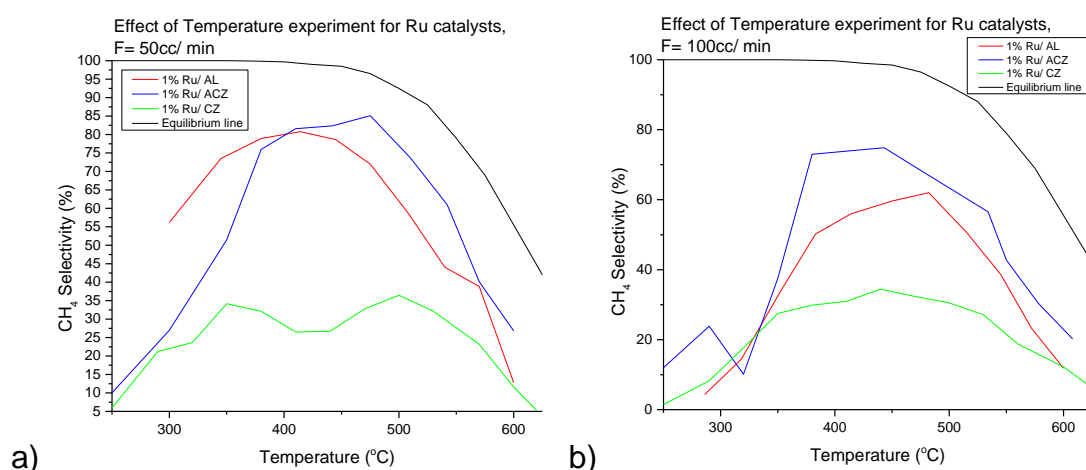 Effect of Temperature experiment for Ru catalysts,
F= 50cc/ min
100
95
90
85
80
75
70
65
60
55
50
45
40
35
30
25
20
15
10
5
CH4 Selectivity (%)
1% Ru/ AL
1% Ru/ ACZ
1% Ru/ CZ
Equilibrium line
300 400 500 600
Temperature (oC)
a)
Effect of Temperature experiment for Ru catalysts,
F= 100cc/ min
100
80
60
40
20
0
CH4 Selectivity (%)
1% Ru/ AL
1% Ru/ ACZ
1% Ru/ CZ
Equilibrium line
300 400 500 600
Temperature (oC)
b)